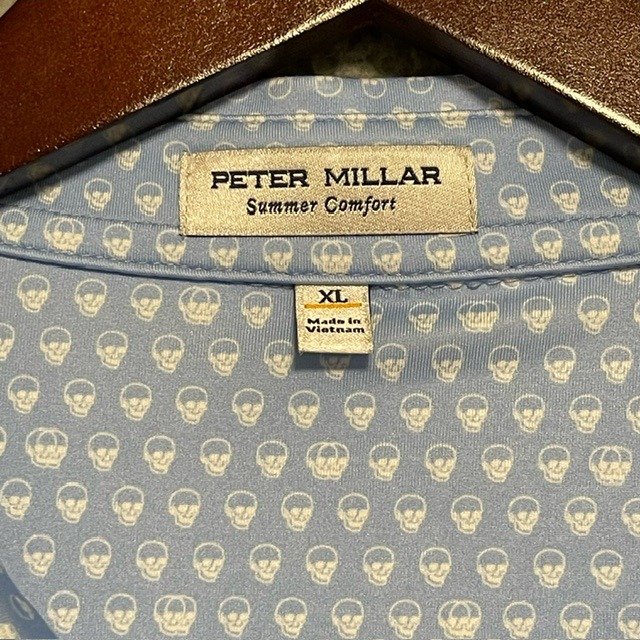 PETER MILLAR
Summer Comfort
XL
Made in
Vietnam